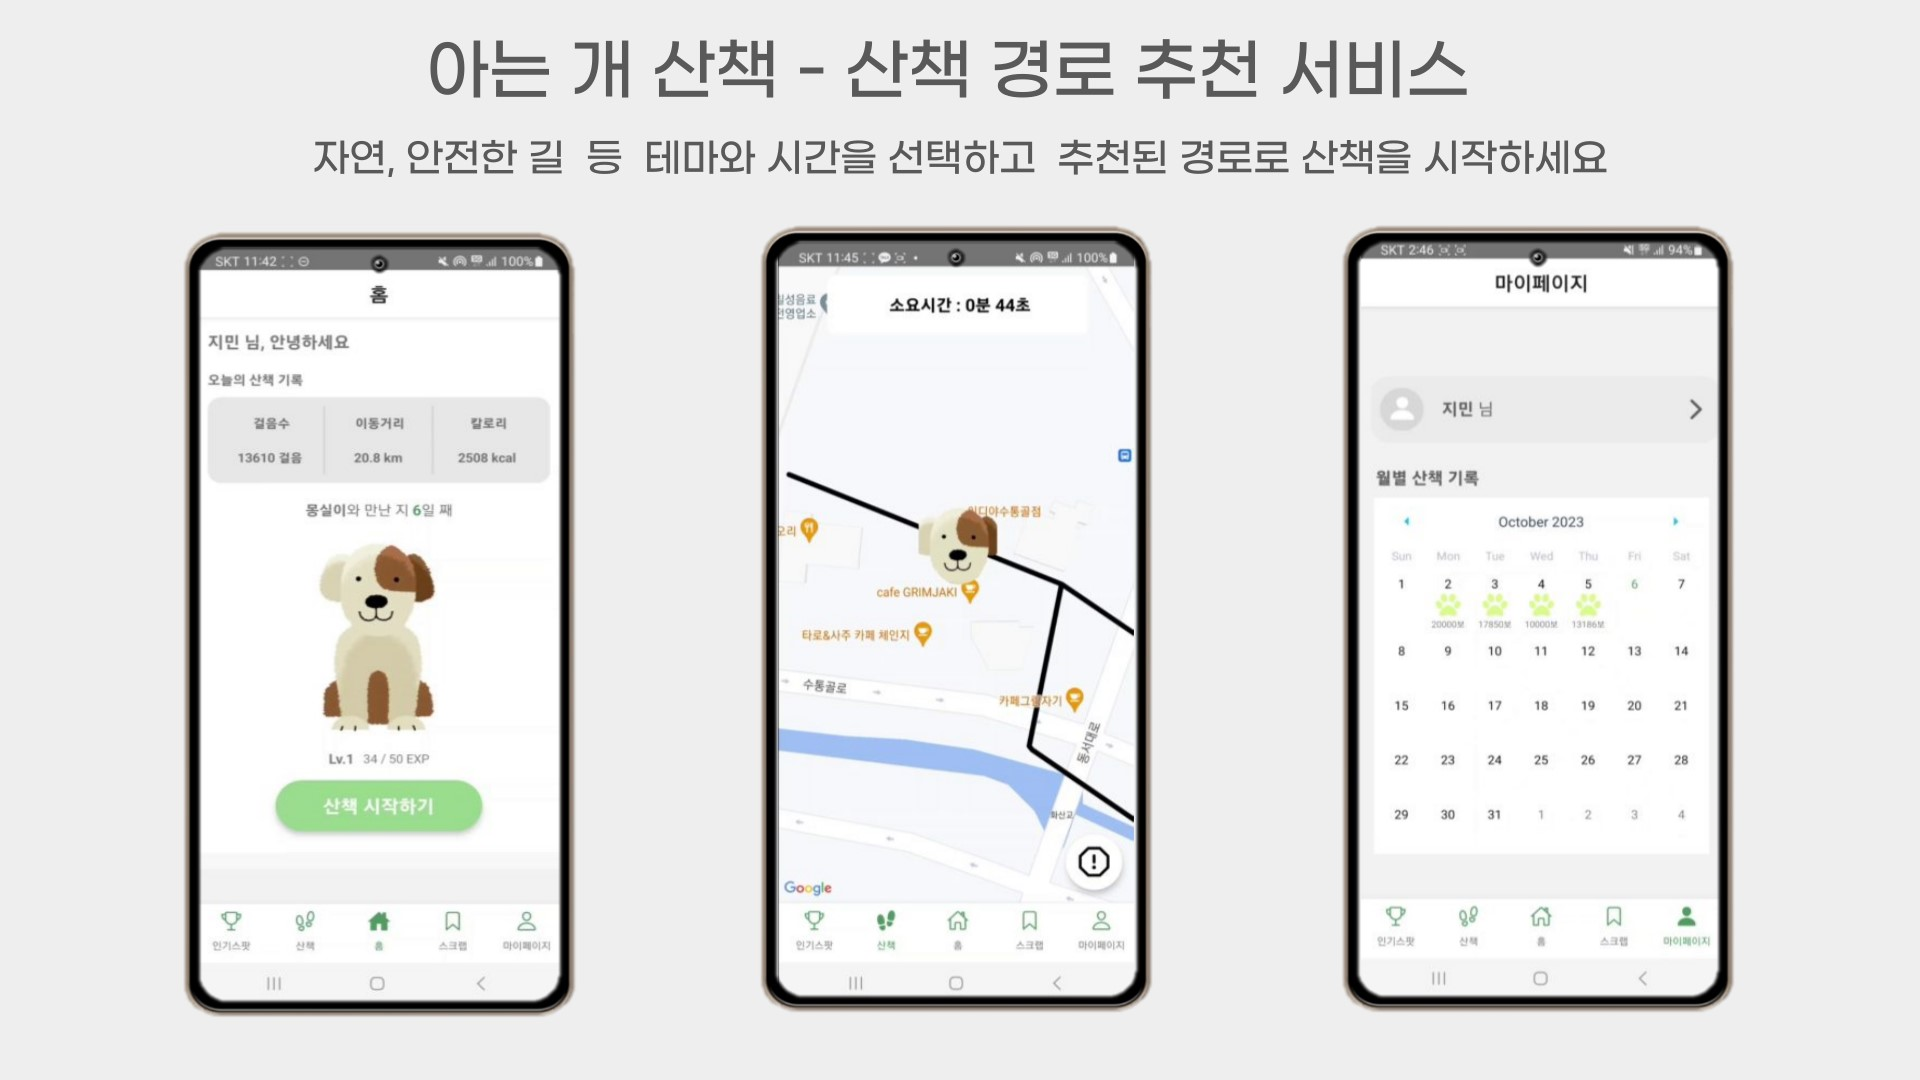 아는 개 산책 - 산책 경로 추천 서비스
자연, 안전한 길 등 테마와 시간을 선택하고 추천된 경로로 산책을 시작하세요
SKT 11:42
100%
홈
지민 님, 안녕하세요
오늘의 산책 기록
걸음수 이동거리 칼로리
13610 걸음 20.8 km 2508 kcal
몽실이와 만난 지 6일 째
Lv.1 34 / 50 EXP
산책 시작하기
인기스팟 산책 홈 스크랩 마이페이지
SKT 11:45
100%
소요시간 : 0분 44초
일성음료
천영업소
이디야수통골점
오리
cafe GRIMJAKI
타로&사주 카페 체인지
수통골로
카페그림자기
동서대로
화산교
Google
인기스팟 산책 홈 스크랩 마이페이지
SKT 2:46
94%
마이페이지
지민 님
월별 산책 기록
October 2023
Sun Mon Tue Wed Thu Fri Sat
1 2 3 4 5 6 7
20000보 17850보 10000보 13186보
8 9 10 11 12 13 14
15 16 17 18 19 20 21
22 23 24 25 26 27 28
29 30 31 1 2 3 4
인기스팟 산책 홈 스크랩 마이페이지